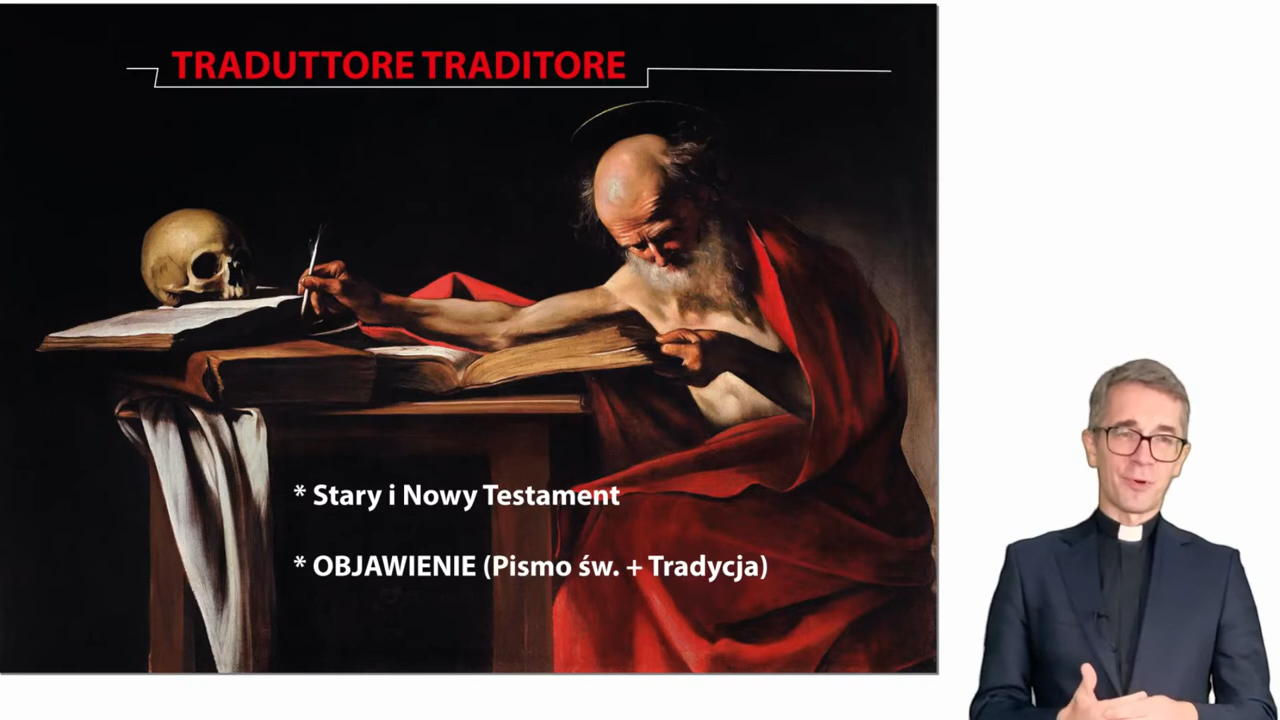 TRADUTTORE TRADITORE
* Stary i Nowy Testament
* OBJAWIENIE (Pismo św. + Tradycja)